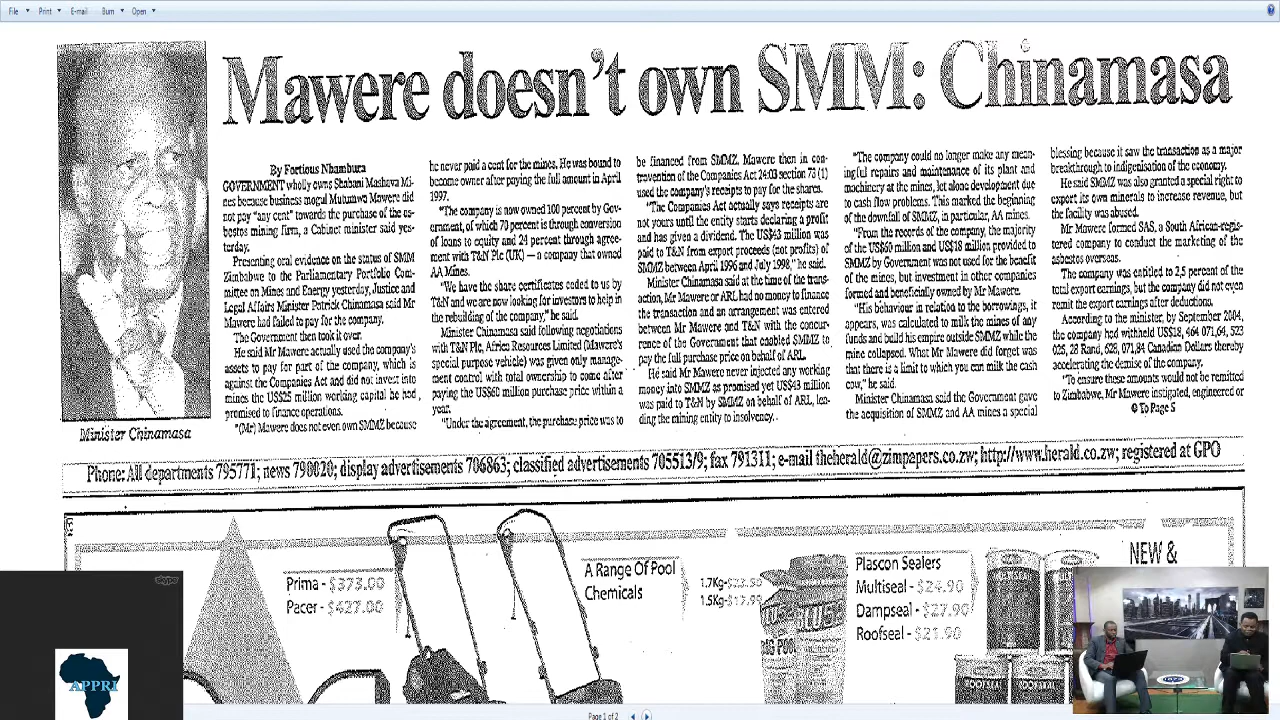 File
Print
E-mail
Burn
Open
Mawere doesn't own SMM: Chinamasa
Minister Chinamasa
By Fortious Nhambura
GOVERNMENT wholly owns Shabani Mashava Mi-
nes because business mogul Mutumwa Mawere did
not pay "any cent" towards the purchase of the as-
bestos mining firm, a Cabinet minister said yes-
terday.
Presenting oral evidence on the status of SMM
Zimbabwe to the Parliamentary Portfolio Com-
mittee on Mines and Energy yesterday, Justice and
Legal Affairs Minister Patrick Chinamasa said Mr
Mawere had failed to pay for the company.
The Government then took it over.
He said Mr Mawere actually used the company's
assets to pay for part of the company, which is
against the Companies Act and did not invest into
mines the US$25 million working capital he had
promised to finance operations.
"(Mr) Mawere does not even own SMMZ because
he never paid a cent for the mines. He was bound to
become owner after paying the full amount in April
1997.
"The company is now owned 100 percent by Gov-
ernment, of which 70 percent is through conversion
of loans to equity and 24 percent through agree-
ment with T&N Plc (UK) — a company that owned
AA Mines.
"We have the share certificates ceded to us by
T&N and we are now looking for investors to help in
the rebuilding of the company," he said.
Minister Chinamasa said following negotiations
with T&N Plc, Africa Resources Limited (Mawere's
special purpose vehicle) was given only manage-
ment control with total ownership to come after
paying the US$60 million purchase price within a
year.
"Under the agreement, the purchase price was to
be financed from SMMZ. Mawere then in con-
travention of the Companies Act 24:03 section 73 (1)
used the company's receipts to pay for the shares.
"The Companies Act actually says receipts are
not yours until the entity starts declaring a profit
and has given a dividend. The US$43 million was
paid to T&N from export proceeds (not profits) of
SMMZ between April 1996 and July 1998," he said.
Minister Chinamasa said at the time of the trans-
action, Mr Mawere or ARL had no money to finance
the transaction and an arrangement was entered
between Mr Mawere and T&N with the concur-
rence of the Government that enabled SMMZ to
pay the full purchase price on behalf of ARL.
He said Mr Mawere never injected any working
money into SMMZ as promised yet US$43 million
was paid to T&N by SMMZ on behalf of ARL, lea-
ding the mining entity to insolvency.
"The company could no longer make any mean-
ingful repairs and maintenance of its plant and
machinery at the mines, let alone development due
to cash flow problems. This marked the beginning
of the downfall of SMMZ, in particular, AA mines.
"From the records of the company, the majority
of the US$60 million and US$18 million provided to
SMMZ by Government was not used for the benefit
of the mines, but investment in other companies
formed and beneficially owned by Mr Mawere.
"His behaviour in relation to the borrowings, it
appears, was calculated to milk the mines of any
funds and build his empire outside SMMZ while the
mine collapsed. What Mr Mawere did forget was
that there is a limit to which you can milk the cash
cow," he said.
Minister Chinamasa said the Government gave
the acquisition of SMMZ and AA mines a special
blessing because it saw the transaction as a major
breakthrough to indigenisation of the economy.
He said SMMZ was also granted a special right to
export its own minerals to increase revenue, but
the facility was abused.
Mr Mawere formed SAS, a South African-regis-
tered company to conduct the marketing of the
asbestos overseas.
The company was entitled to 2,5 percent of the
total export earnings, but the company did not even
remit the export earnings after deductions.
According to the minister, by September 2004,
the company had withheld US$18, 464 071,64, 523
025, 28 Rand, 626, 071,84 Canadian Dollars thereby
accelerating the demise of the company.
"To ensure these amounts would not be remitted
to Zimbabwe, Mr Mawere instigated, engineered or
To Page 5
Phone: All departments 795771; news 790020; display advertisements 706963; classified advertisements 705513/9; fax 791311; e-mail theherald@zimpapers.co.zw; http://www.herald.co.zw; registered at GPO
Prima - $373.00
Pacer - $427.00
A Range Of Pool
Chemicals
1.7Kg-
1.5Kg-
Plascon Sealers
Multiseal - $24.90
Dampseal - $27.90
Roofseal - $21.90
NEW &
skype
APPRI
Page 1 of 2